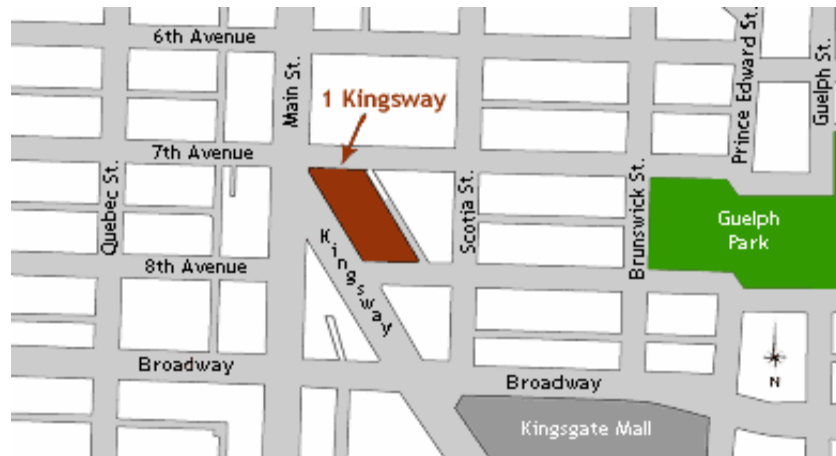 6th Avenue
Main St.
Prince Edward St.
Guelph St.
1 Kingsway
7th Avenue
Quebec St.
Scotia St.
Brunswick St.
Guelph
Park
Kingsway
8th Avenue
Broadway
Broadway
N
Kingsgate Mall